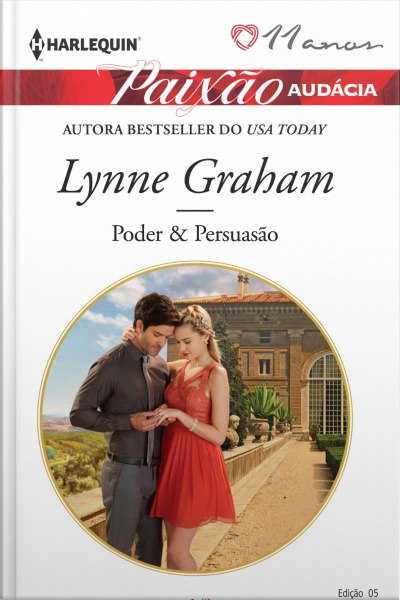 HARLEQUIN®
11 anos
Paixão AUDÁCIA
AUTORA BESTSELLER DO USA TODAY
Lynne Graham
Poder & Persuasão
Edição 05